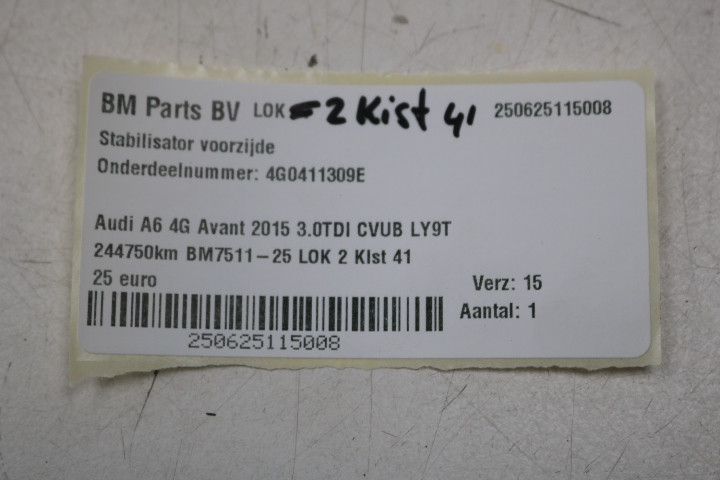 BM Parts BV LOK - 2 Kist 41 250625115008
Stabilisator voorzijde
Onderdeelnummer: 4G0411309E
Audi A6 4G Avant 2015 3.0TDI CVUB LY9T
244750km BM7511-25 LOK 2 KIst 41
25 euro Verz: 15
Aantal: 1
250625115008